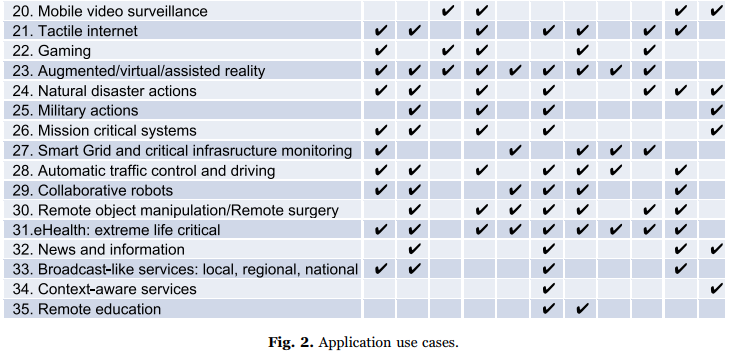 20. Mobile video surveillance ✔ ✔ ✔ ✔
21. Tactile internet ✔ ✔ ✔ ✔ ✔ ✔ ✔
22. Gaming ✔ ✔ ✔ ✔ ✔
23. Augmented/virtual/assisted reality ✔ ✔ ✔ ✔ ✔ ✔ ✔ ✔ ✔
24. Natural disaster actions ✔ ✔ ✔ ✔ ✔ ✔ ✔
25. Military actions ✔ ✔ ✔ ✔
26. Mission critical systems ✔ ✔ ✔ ✔ ✔
27. Smart Grid and critical infrasructure monitoring ✔ ✔ ✔ ✔ ✔
28. Automatic traffic control and driving ✔ ✔ ✔ ✔ ✔ ✔ ✔
29. Collaborative robots ✔ ✔ ✔ ✔ ✔ ✔
30. Remote object manipulation/Remote surgery ✔ ✔ ✔ ✔ ✔ ✔ ✔
31.eHealth: extreme life critical ✔ ✔ ✔ ✔ ✔ ✔ ✔ ✔ ✔
32. News and information ✔ ✔ ✔ ✔
33. Broadcast-like services: local, regional, national ✔ ✔ ✔ ✔
34. Context-aware services ✔ ✔
35. Remote education ✔ ✔
Fig. 2. Application use cases.